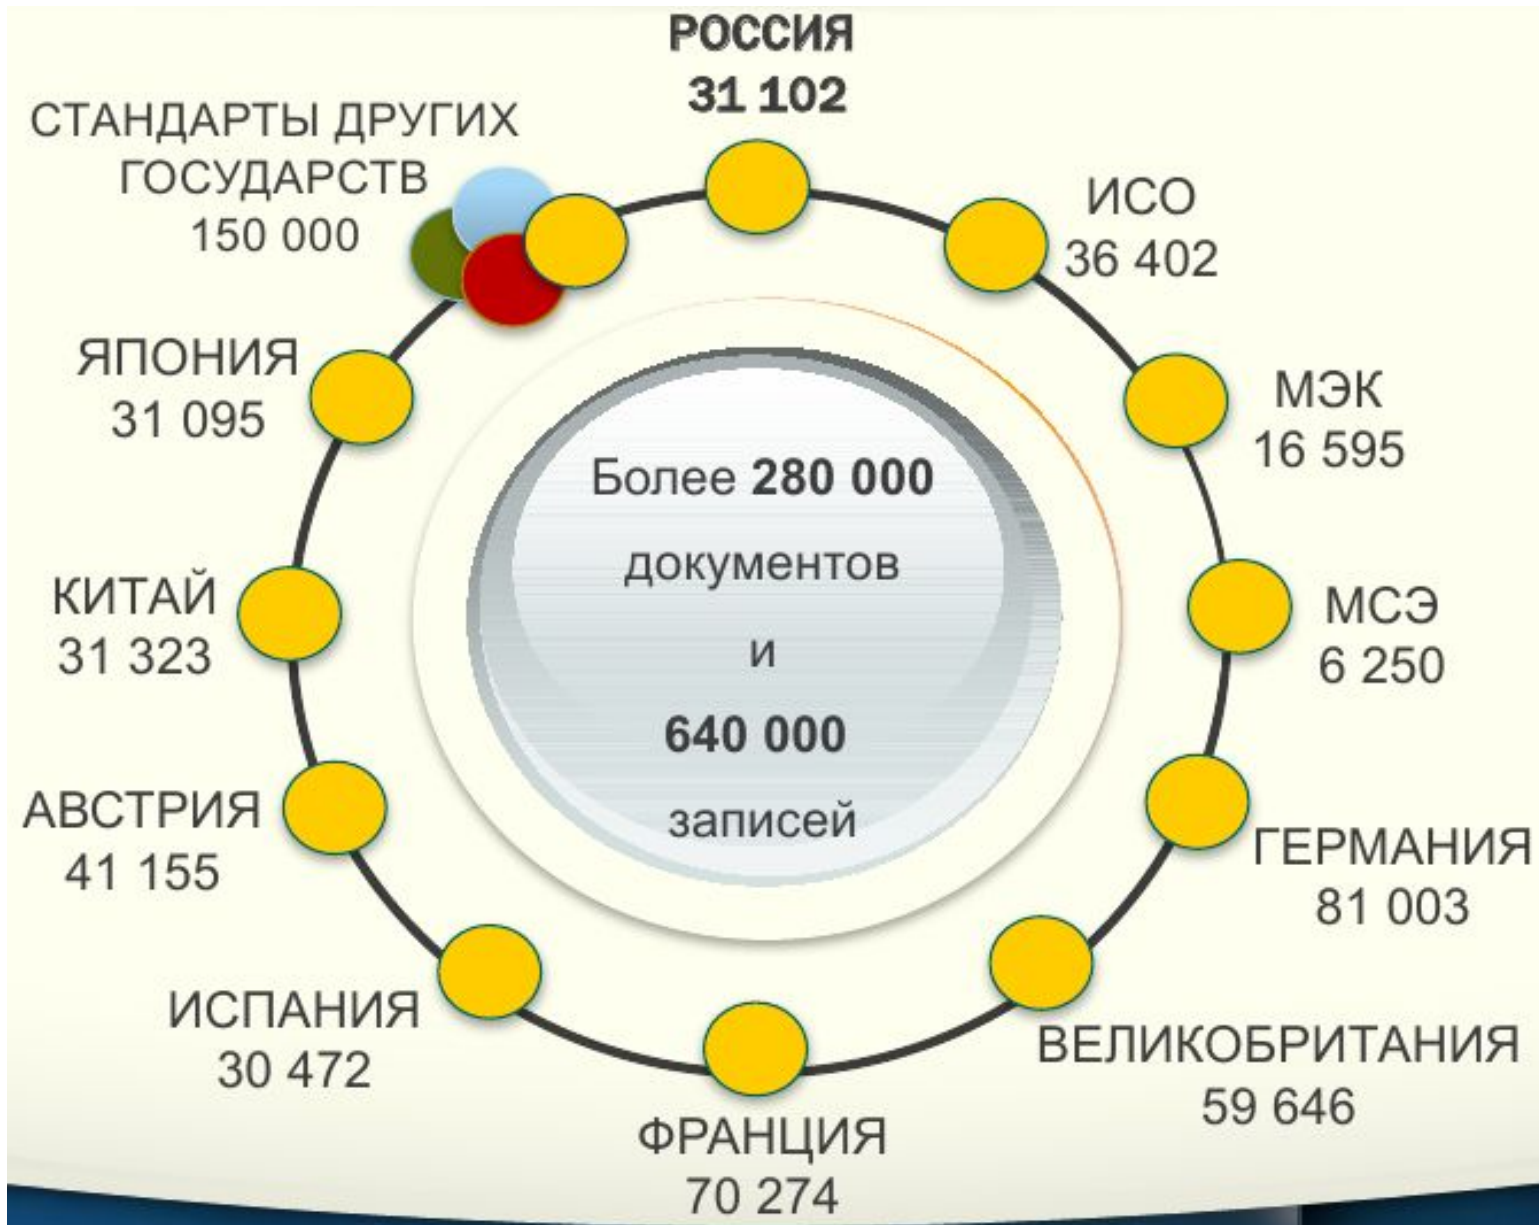 РОССИЯ
31 102
ИСО
36 402
МЭК
16 595
МСЭ
6 250
ГЕРМАНИЯ
81 003
ВЕЛИКОБРИТАНИЯ
59 646
ФРАНЦИЯ
70 274
ИСПАНИЯ
30 472
АВСТРИЯ
41 155
КИТАЙ
31 323
ЯПОНИЯ
31 095
СТАНДАРТЫ ДРУГИХ
ГОСУДАРСТВ
150 000
Более 280 000
документов
и
640 000
записей